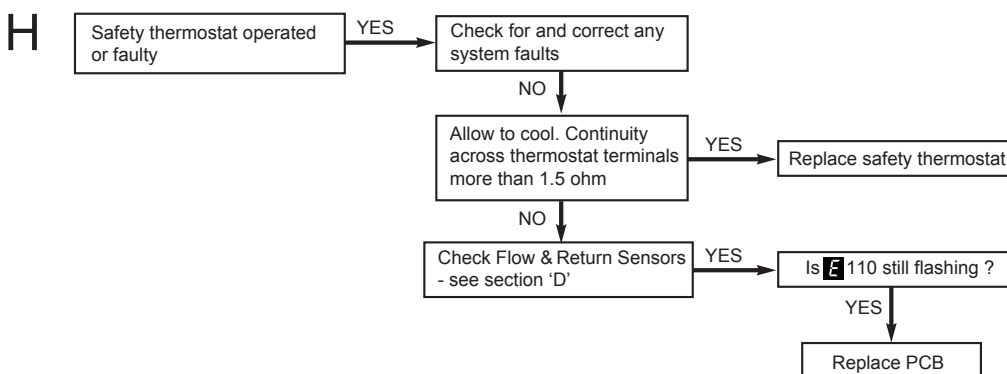 H
Safety thermostat operated
or faulty
YES
Check for and correct any
system faults
NO
Allow to cool. Continuity
across thermostat terminals
more than 1.5 ohm
YES
Replace safety thermostat
NO
Check Flow & Return Sensors
- see section ‘D’
YES
Is E 110 still flashing ?
YES
Replace PCB